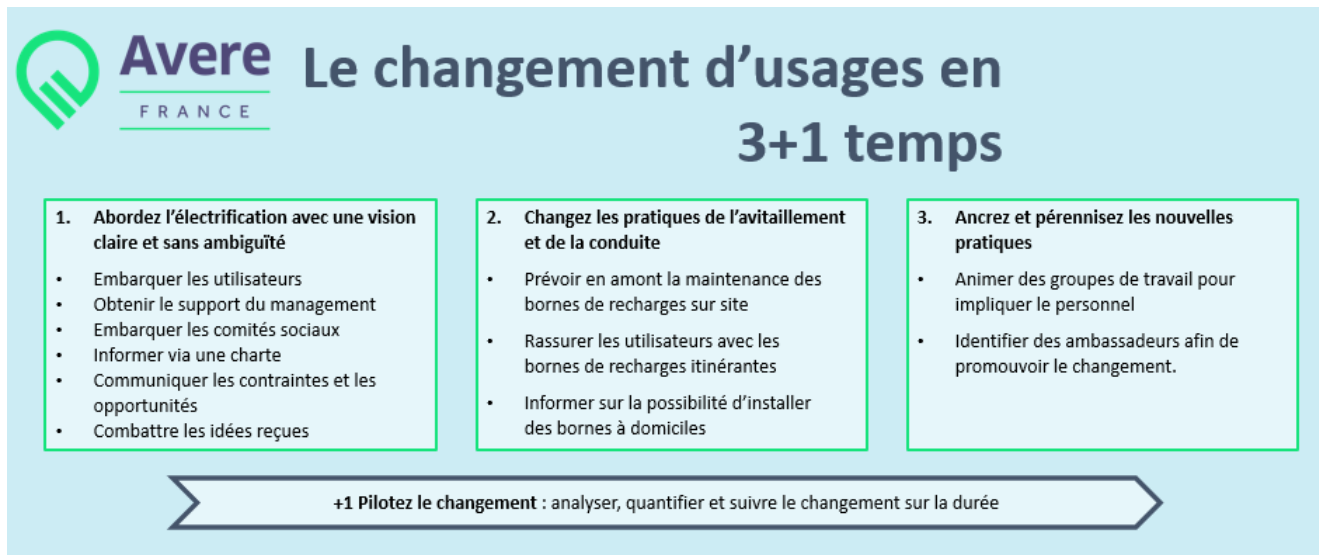 Avere
FRANCE
Le changement d’usages en
3+1 temps
1. Abordez l’électrification avec une vision
claire et sans ambiguïté
• Embarquer les utilisateurs
• Obtenir le support du management
• Embarquer les comités sociaux
• Informer via une charte
• Communiquer les contraintes et les
opportunités
• Combattre les idées reçues
2. Changez les pratiques de l’avitaillement
et de la conduite
• Prévoir en amont la maintenance des
bornes de recharges sur site
• Rassurer les utilisateurs avec les
bornes de recharges itinérantes
• Informer sur la possibilité d’installer
des bornes à domiciles
3. Ancrez et pérennisez les nouvelles
pratiques
• Animer des groupes de travail pour
impliquer le personnel
• Identifier des ambassadeurs afin de
promouvoir le changement.
+1 Pilotez le changement : analyser, quantifier et suivre le changement sur la durée